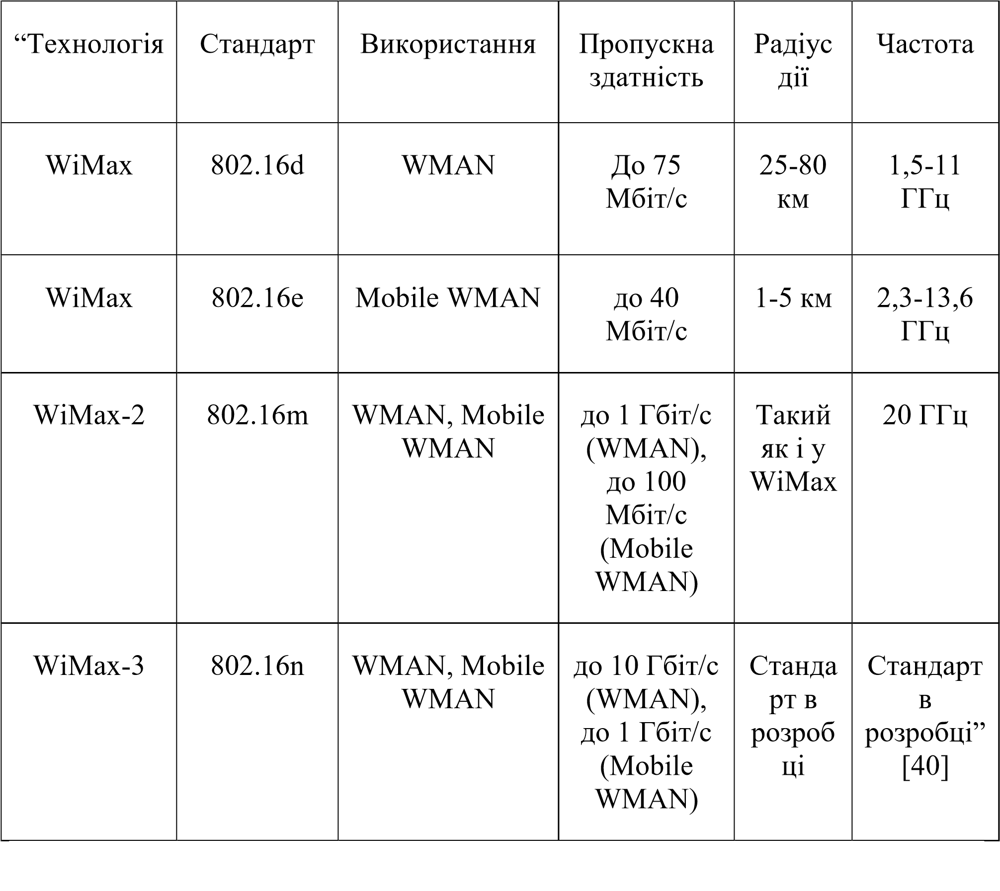 “Технологія
Стандарт
Використання
Пропускна
здатність
Радіус
дії
Частота
WiMax
802.16d
WMAN
До 75
Мбіт/с
25-80
км
1,5-11
ГГц
WiMax
802.16e
Mobile WMAN
до 40
Мбіт/с
1-5 км
2,3-13,6
ГГц
WiMax-2
802.16m
WMAN, Mobile
WMAN
до 1 Гбіт/с
(WMAN),
до 100
Мбіт/с
(Mobile
WMAN)
Такий
як і у
WiMax
20 ГГц
WiMax-3
802.16n
WMAN, Mobile
WMAN
до 10 Гбіт/с
(WMAN),
до 1 Гбіт/с
(Mobile
WMAN)
Станда
рт в
розроб
ці
Стандарт
в
розробці”
[40]